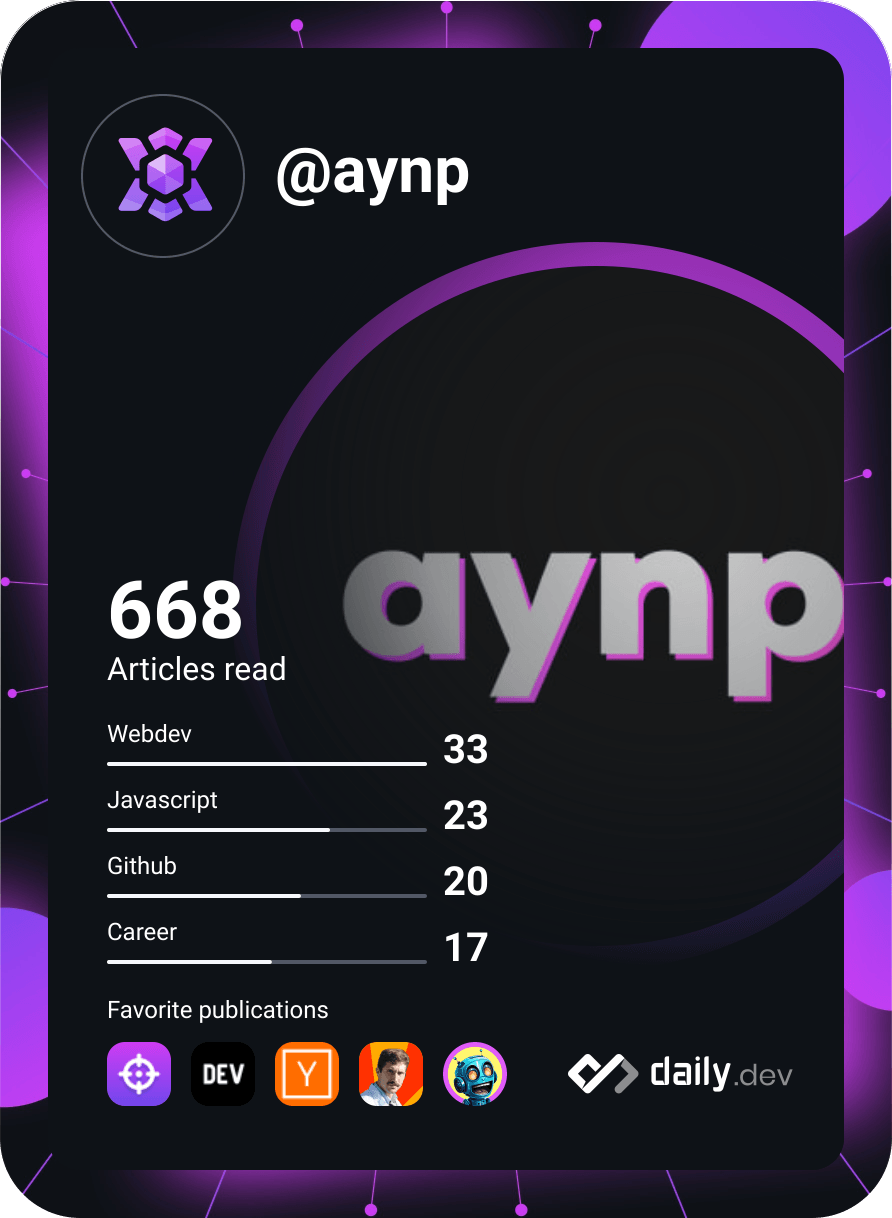 @aynp
aynp
668
Articles read
Webdev
33
Javascript
23
Github
20
Career
17
Favorite publications
DEV
Y
daily.dev